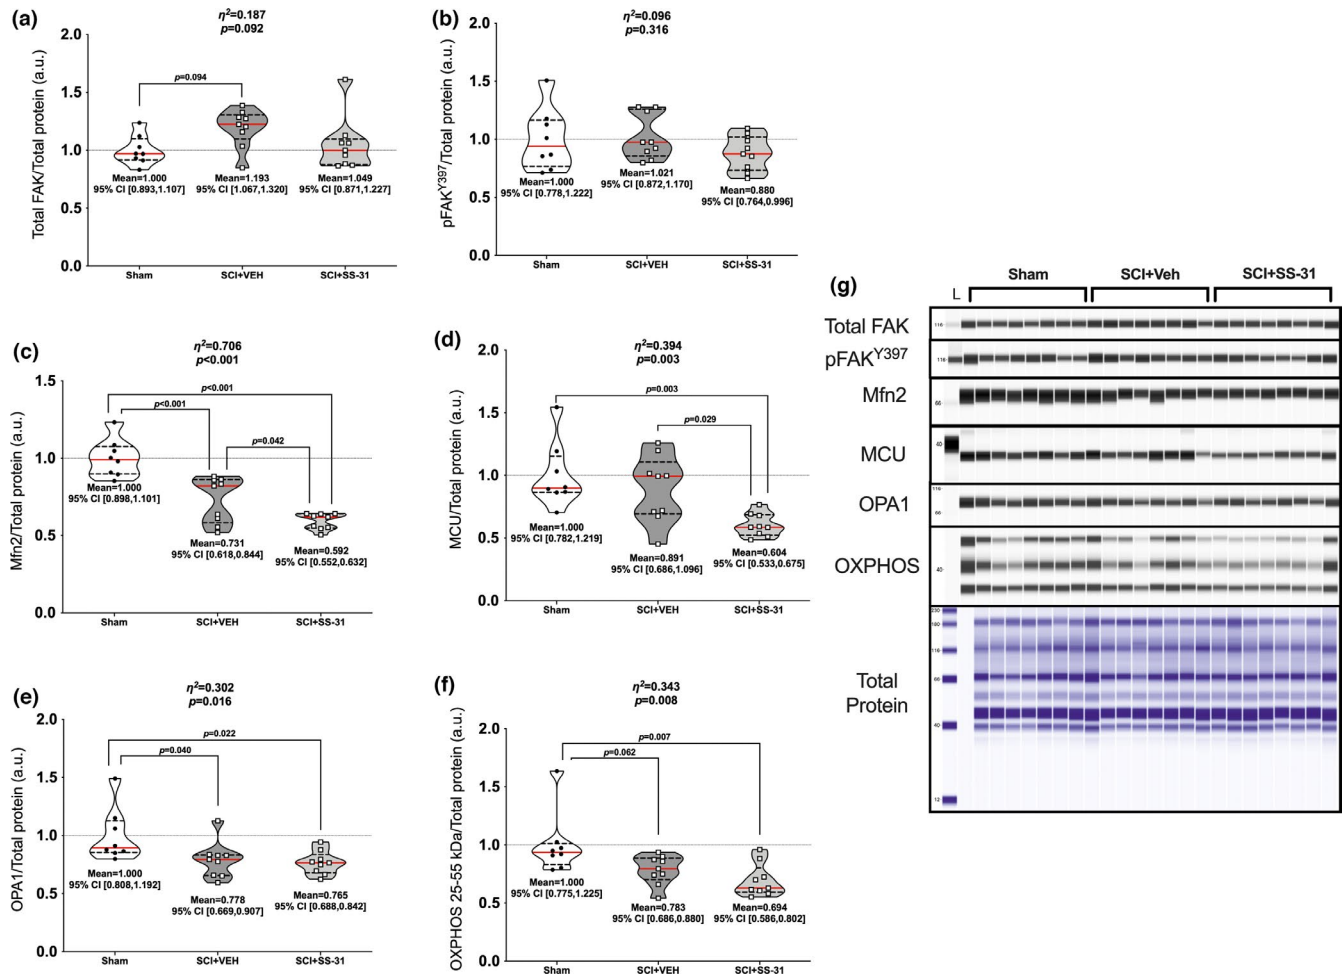 (a)
η²=0.187
p=0.092
Total FAK/Total protein (a.u.)
2.0
1.5
1.0
0.5
0.0
p=0.094
Mean=1.000
95% CI [0.893,1.107]
Mean=1.193
95% CI [1.067,1.320]
Mean=1.049
95% CI [0.871,1.227]
Sham
SCI+VEH
SCI+SS-31
(b)
η²=0.096
p=0.316
pFAK^Y397/Total protein (a.u.)
2.0
1.5
1.0
0.5
0.0
Mean=1.000
95% CI [0.778,1.222]
Mean=1.021
95% CI [0.872,1.170]
Mean=0.880
95% CI [0.764,0.996]
Sham
SCI+VEH
SCI+SS-31
(c)
η²=0.706
p<0.001
Mfn2/Total protein (a.u.)
1.5
1.0
0.5
0.0
p<0.001
p<0.001
p=0.042
Mean=1.000
95% CI [0.898,1.101]
Mean=0.731
95% CI [0.618,0.844]
Mean=0.592
95% CI [0.552,0.632]
Sham
SCI+VEH
SCI+SS-31
(d)
η²=0.394
p=0.003
MCU/Total protein (a.u.)
2.0
1.5
1.0
0.5
0.0
p=0.003
p=0.029
Mean=1.000
95% CI [0.782,1.219]
Mean=0.891
95% CI [0.686,1.096]
Mean=0.604
95% CI [0.533,0.675]
Sham
SCI+VEH
SCI+SS-31
(e)
η²=0.302
p=0.016
OPA1/Total protein (a.u.)
2.0
1.5
1.0
0.5
0.0
p=0.022
p=0.040
Mean=1.000
95% CI [0.808,1.192]
Mean=0.778
95% CI [0.669,0.907]
Mean=0.765
95% CI [0.688,0.842]
Sham
SCI+VEH
SCI+SS-31
(f)
η²=0.343
p=0.008
OXPHOS 25-55 kDa/Total protein (a.u.)
2.0
1.5
1.0
0.5
0.0
p=0.007
p=0.062
Mean=1.000
95% CI [0.775,1.225]
Mean=0.783
95% CI [0.686,0.880]
Mean=0.694
95% CI [0.586,0.802]
Sham
SCI+VEH
SCI+SS-31
(g)
L
Sham
SCI+Veh
SCI+SS-31
Total FAK
116
pFAK^Y397
116
Mfn2
66
MCU
40
OPA1
116
66
OXPHOS
40
Total
Protein
230
180
116
66
40
12